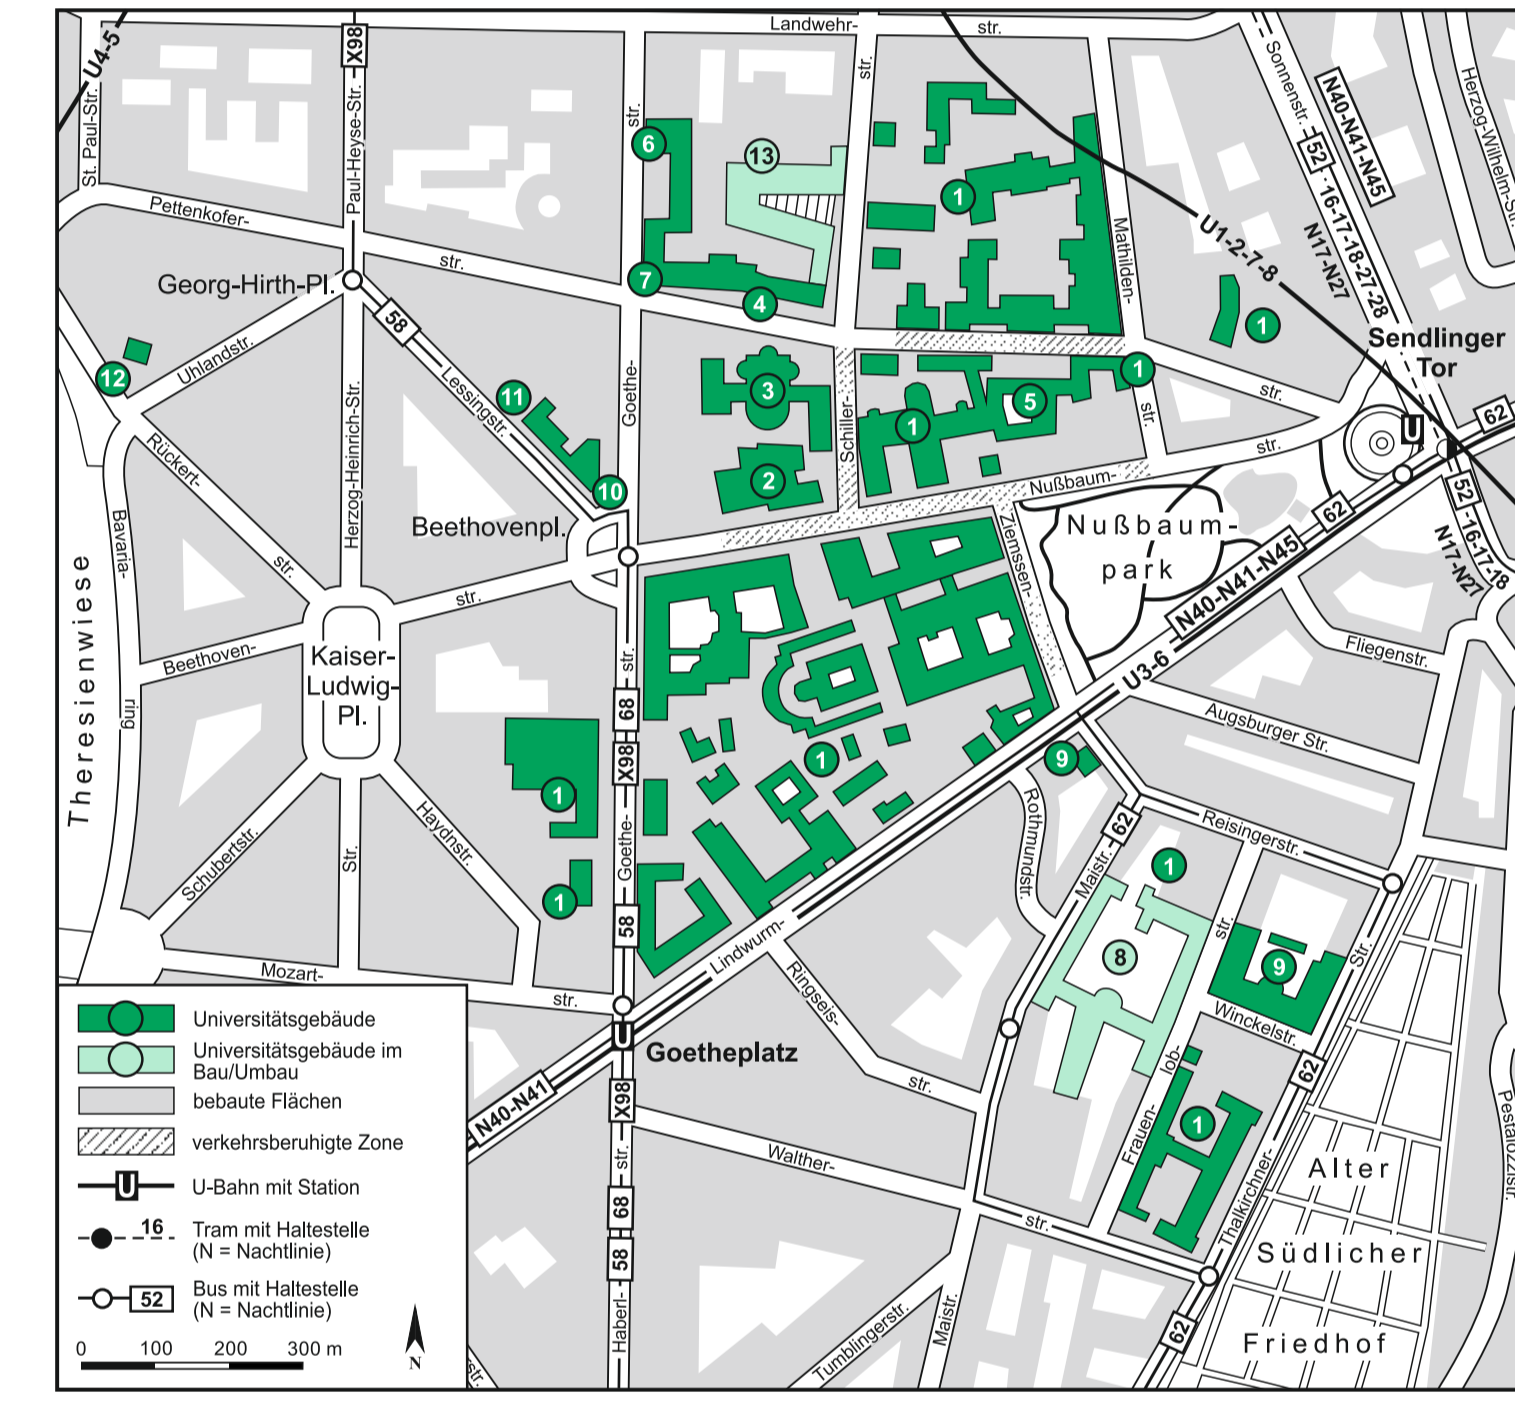 Landwehr-
str.
U4-5
X98
St. Paul-Str.
Paul-Heyse-Str.
str.
str.
Sonnenstr.
N40-N41-N45
Herzog-Wilhelm-Str.
52
16-17-18-27-28
N17-N27
6
13
1
Pettenkofer-
str.
Mathilden-
U1-2-7-8
Georg-Hirth-Pl.
7
4
1
58
Sendlinger
Tor
12
Uhlandstr.
Lessingstr.
Goethe-
11
3
5
1
1
str.
str.
Schiller-
62
U
Herzog-Heinrich-Str.
Rückert-
str.
10
2
Nußbaum-
str.
Beethovenpl.
Bavaria-
ring
Theresienwiese
Ziemssen-
Nußbaum-
park
62
52
16-17-18
N17-N27
N40-N41-N45
str.
Beethoven-
Kaiser-
Ludwig-
Pl.
str.
68
X98
U3-6
Fliegenstr.
Augsburger Str.
1
1
9
Rothmundstr.
62
Reisingerstr.
Maistr.
Schubertstr.
Str.
Haydnstr.
Goethe-
1
58
1
Lindwurm-
Ringseis-
str.
8
str.
9
Str.
Mozart-
str.
Winckelstr.
U
Goetheplatz
lob-
62
X98
N40-N41
Frauen-
1
Pestalozzistr.
str.
Walther-
str.
68
58
Haberl-
Thalkirchner-
Alter
Südlicher
Friedhof
62
Maistr.
Tumblingerstr.
str.
Universitätsgebäude
Universitätsgebäude im
Bau/Umbau
bebaute Flächen
verkehrsberuhigte Zone
U
U-Bahn mit Station
16
Tram mit Haltestelle
(N = Nachtlinie)
52
Bus mit Haltestelle
(N = Nachtlinie)
0 100 200 300 m
N